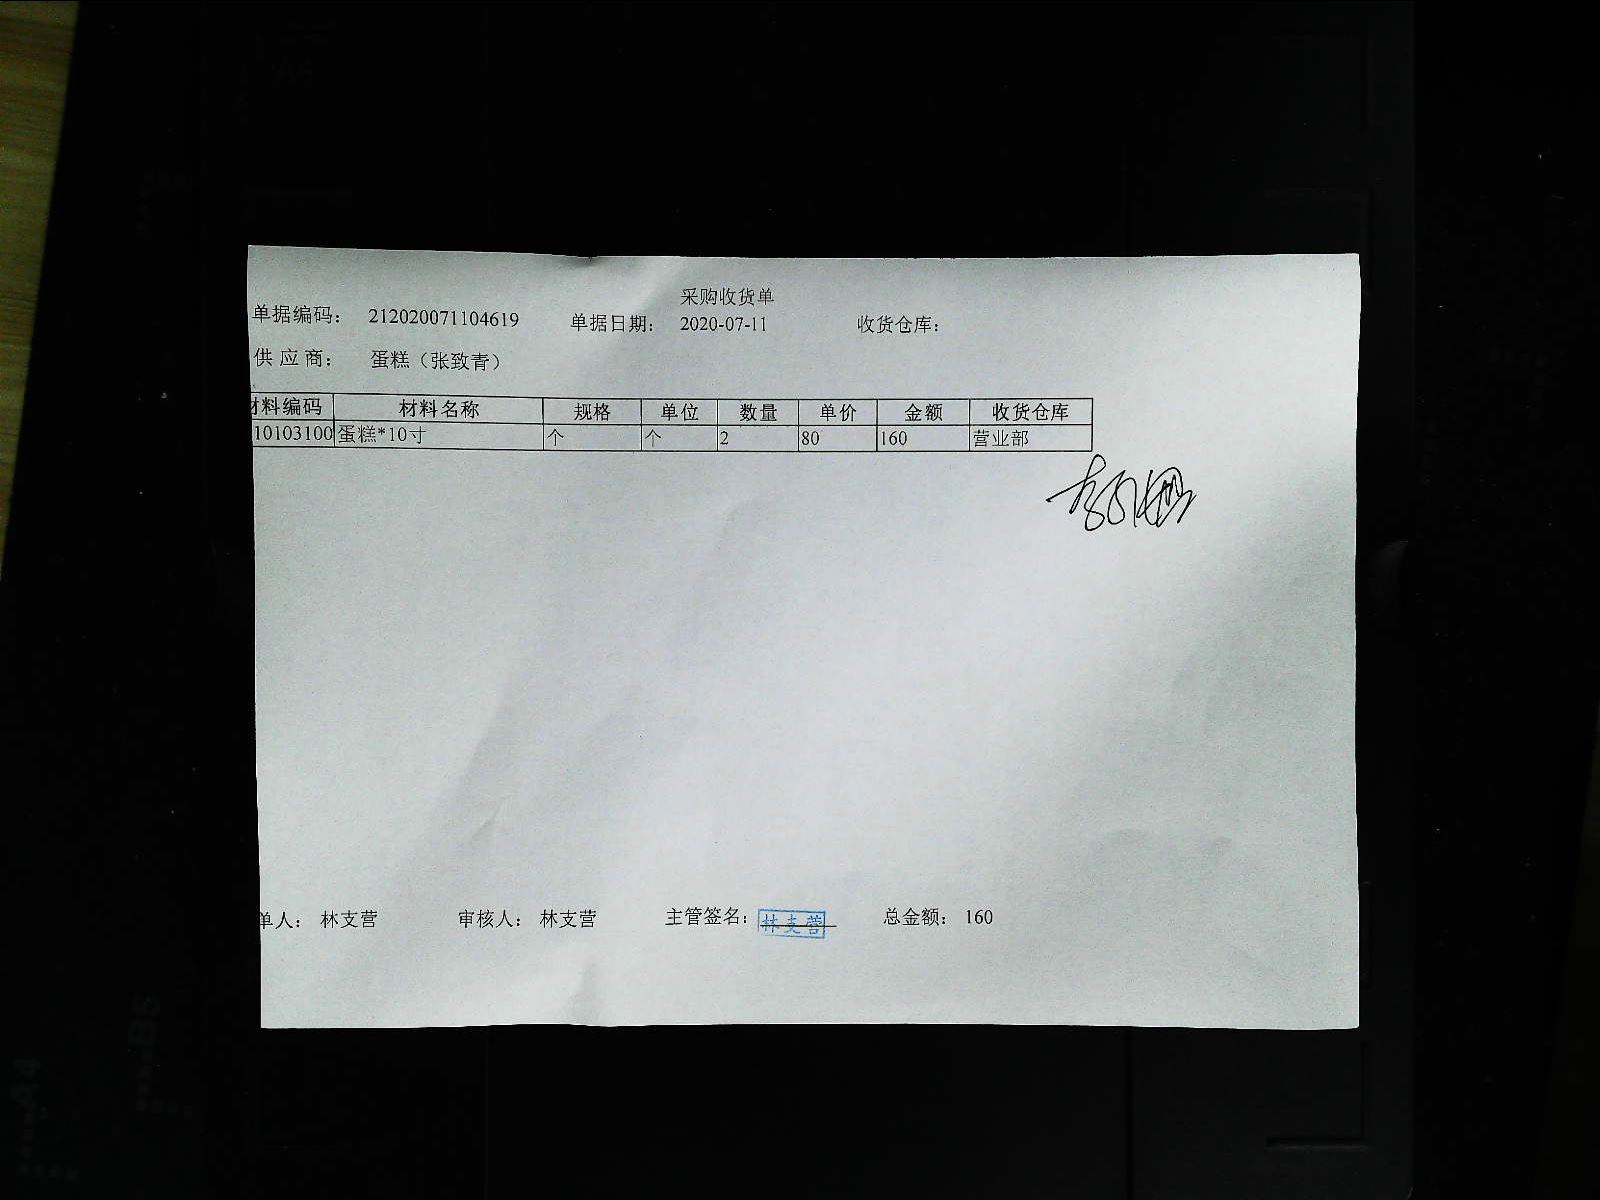 采购收货单
单据编码： 212020071104619 单据日期： 2020-07-11 收货仓库：
供 应 商： 蛋糕（张致青）
材料编码 材料名称 规格 单位 数量 单价 金额 收货仓库
10103100 蛋糕*10寸 个 个 2 80 160 营业部
单人： 林支营 审核人： 林支营 主管签名： 林支营 总金额： 160